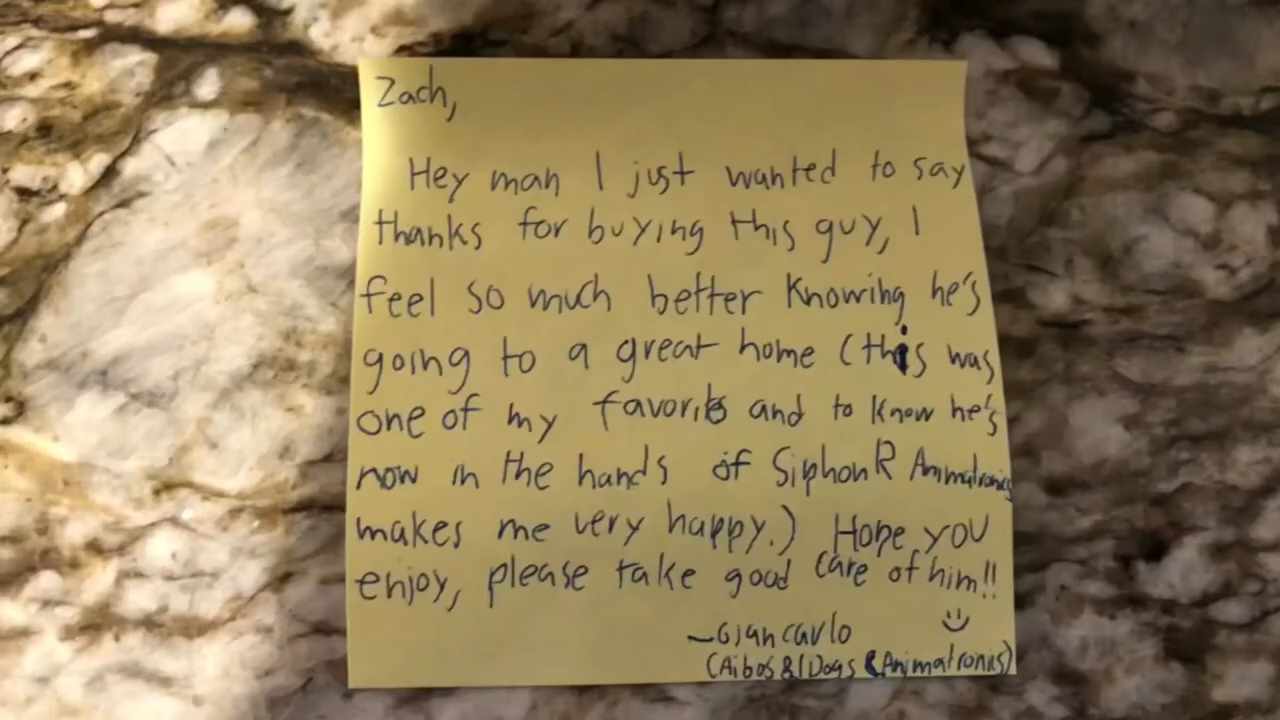 Zach,
Hey man I just wanted to say
thanks for buying this guy, I
feel so much better knowing he's
going to a great home (this was
one of my favorites and to know he's
now in the hands of SiphonR Animatronics
makes me very happy.) Hope you
enjoy, please take good care of him!!
—Giancarlo
(Aibos & iDogs (Animatronics)